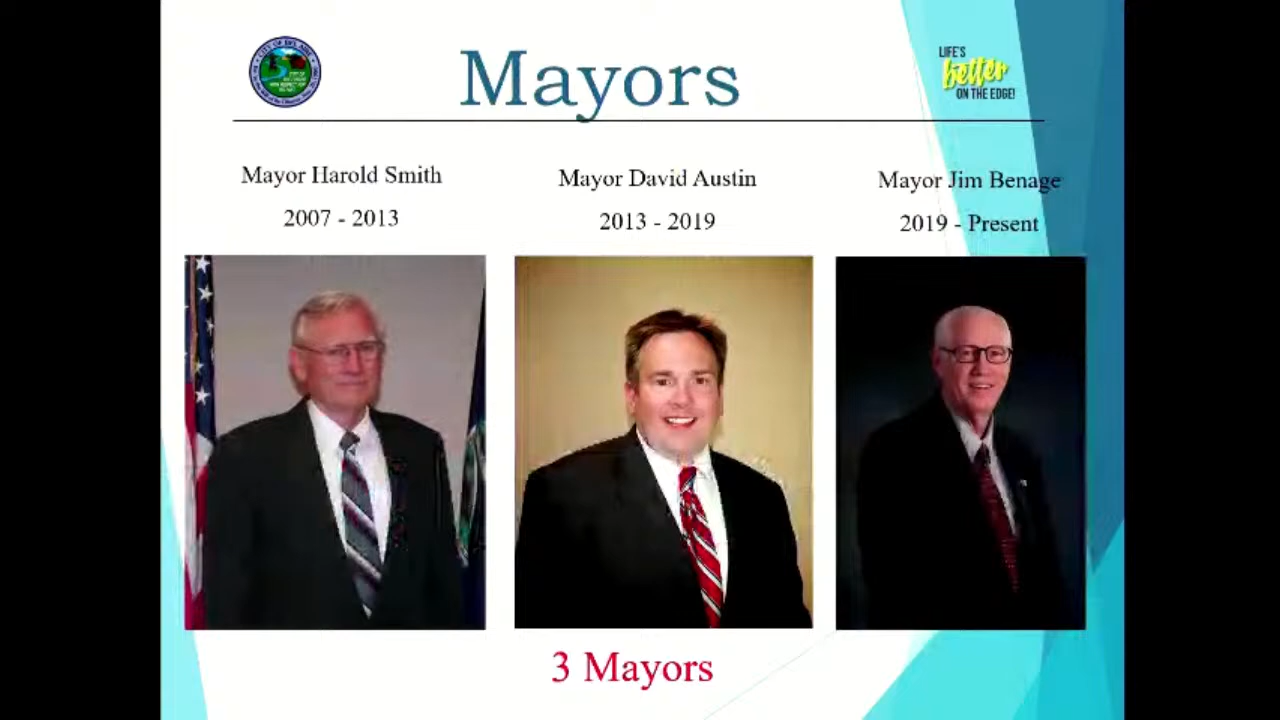 Mayors
LIFE'S
better
ON THE EDGE!
Mayor Harold Smith
2007 - 2013
Mayor David Austin
2013 - 2019
Mayor Jim Benage
2019 - Present
3 Mayors